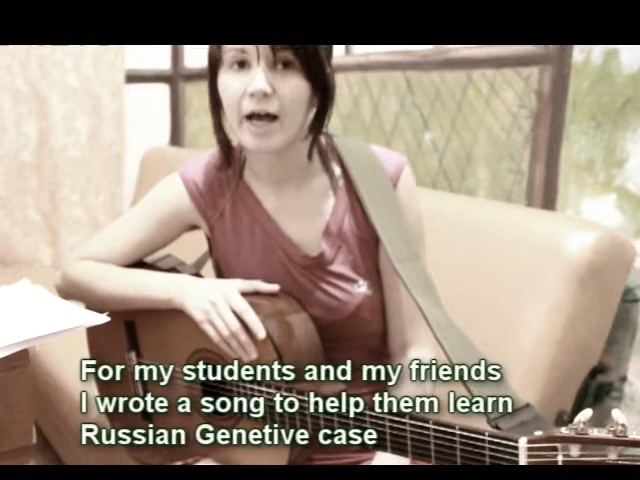 For my students and my friends
I wrote a song to help them learn
Russian Genetive case